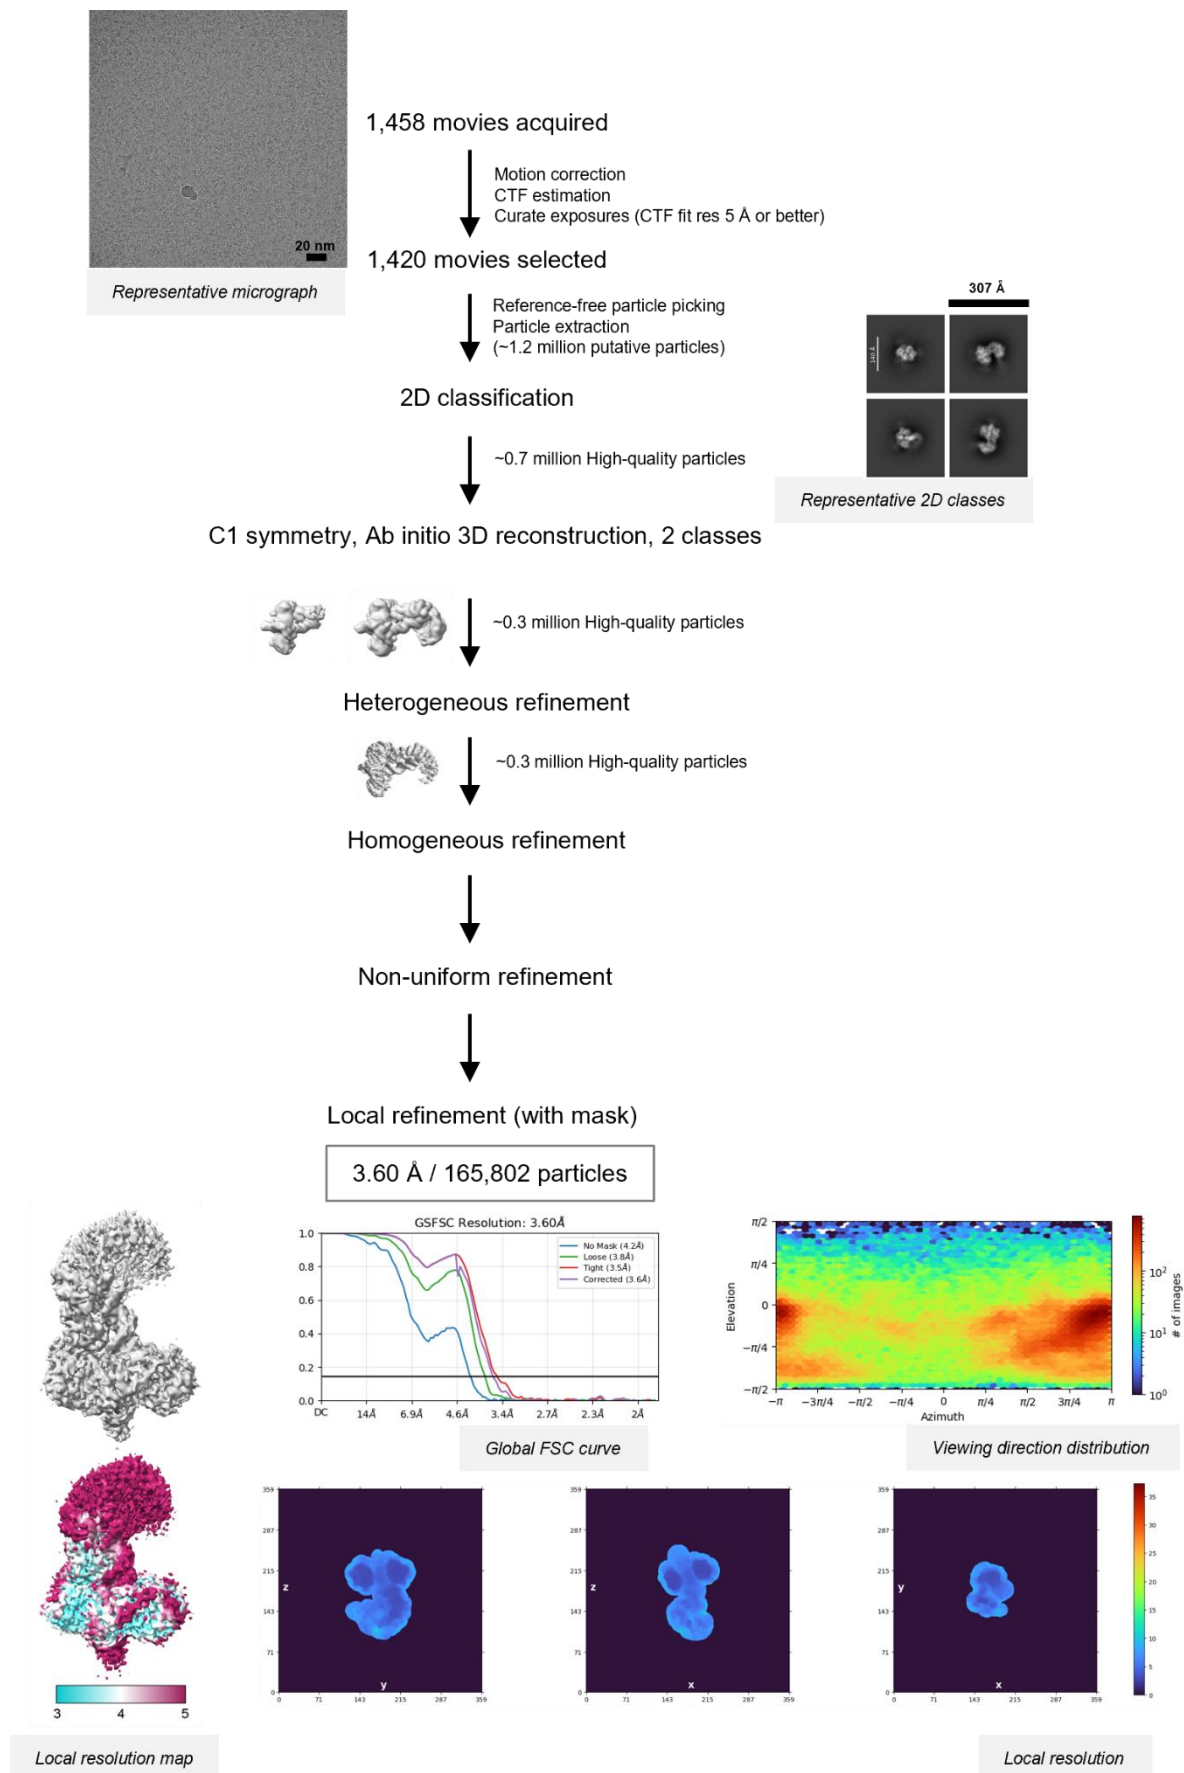 1,458 movies acquired
Motion correction
CTF estimation
Curate exposures (CTF fit res 5 Å or better)
20 nm
Representative micrograph
1,420 movies selected
Reference-free particle picking
Particle extraction
(~1.2 million putative particles)
307 Å
140 Å
Representative 2D classes
2D classification
~0.7 million High-quality particles
C1 symmetry, Ab initio 3D reconstruction, 2 classes
~0.3 million High-quality particles
Heterogeneous refinement
~0.3 million High-quality particles
Homogeneous refinement
Non-uniform refinement
Local refinement (with mask)
3.60 Å / 165,802 particles
GSFSC Resolution: 3.60Å
1.0
0.8
0.6
0.4
0.2
0.0
No Mask (4.2Å)
Loose (3.8Å)
Tight (3.5Å)
Corrected (3.6Å)
DC 14Å 6.9Å 4.6Å 3.4Å 2.7Å 2.3Å 2Å
Global FSC curve
Elevation
π/2
π/4
0
−π/4
−π/2
−π −3π/4 −π/2 −π/4 0 π/4 π/2 3π/4 π
Azimuth
10²
10¹
10⁰
# of images
Viewing direction distribution
3 4 5
Local resolution map
359
287
215
143
71
0
z
y
0 71 143 215 287 359
359
287
215
143
71
0
z
x
0 71 143 215 287 359
359
287
215
143
71
0
y
x
0 71 143 215 287 359
35
30
25
20
15
10
5
0
Local resolution